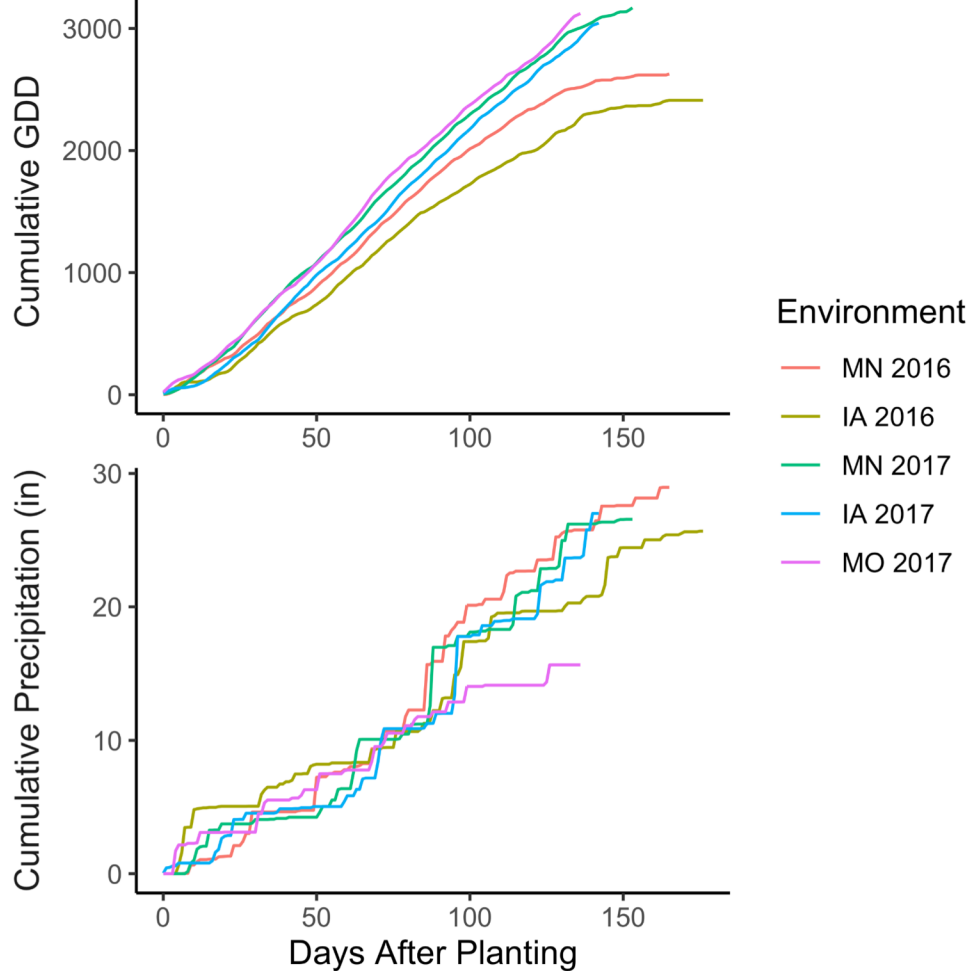 Cumulative GDD
3000
2000
1000
0
0 50 100 150
Cumulative Precipitation (in)
30
20
10
0
0 50 100 150
Days After Planting
Environment
MN 2016
IA 2016
MN 2017
IA 2017
MO 2017